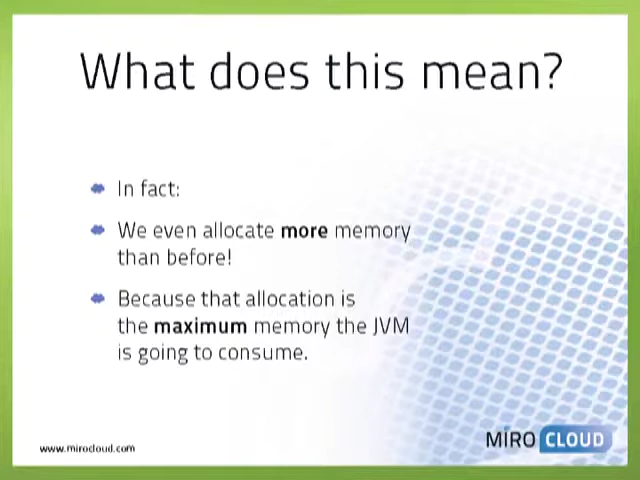 What does this mean?
In fact:
We even allocate more memory
than before!
Because that allocation is
the maximum memory the JVM
is going to consume.
www.mirocloud.com
MIRO CLOUD